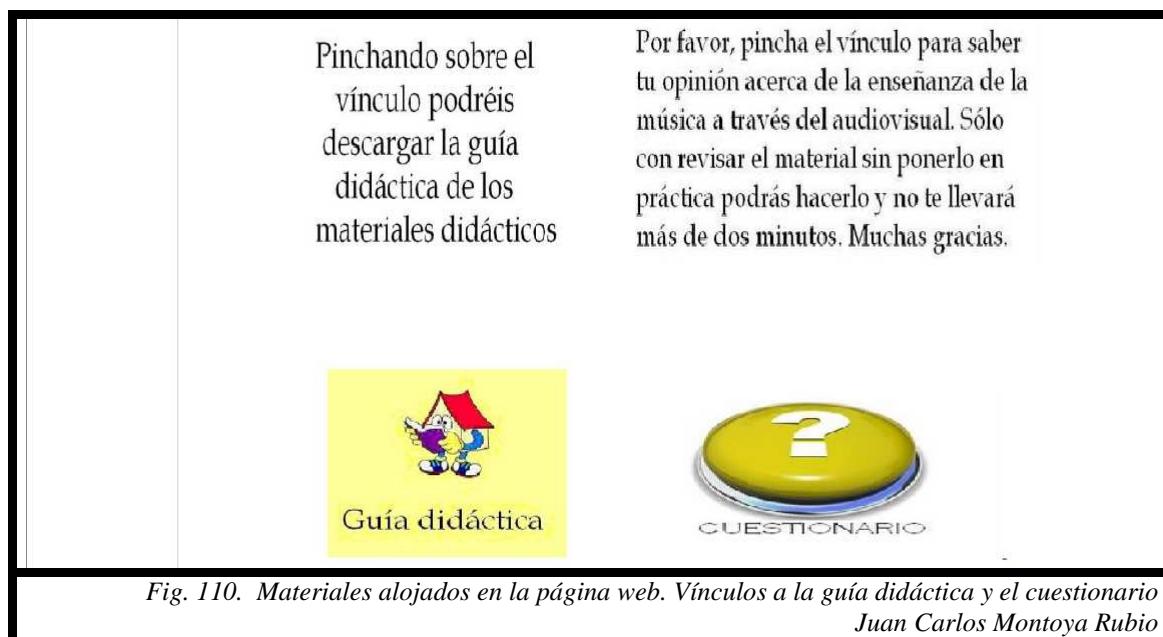 Pinchando sobre el
vínculo podréis
descargar la guía
didáctica de los
materiales didácticos
Por favor, pincha el vínculo para saber
tu opinión acerca de la enseñanza de la
música a través del audiovisual. Sólo
con revisar el material sin ponerlo en
práctica podrás hacerlo y no te llevará
más de dos minutos. Muchas gracias.
Guía didáctica
?
CUESTIONARIO
Fig. 110. Materiales alojados en la página web. Vínculos a la guía didáctica y el cuestionario
Juan Carlos Montoya Rubio